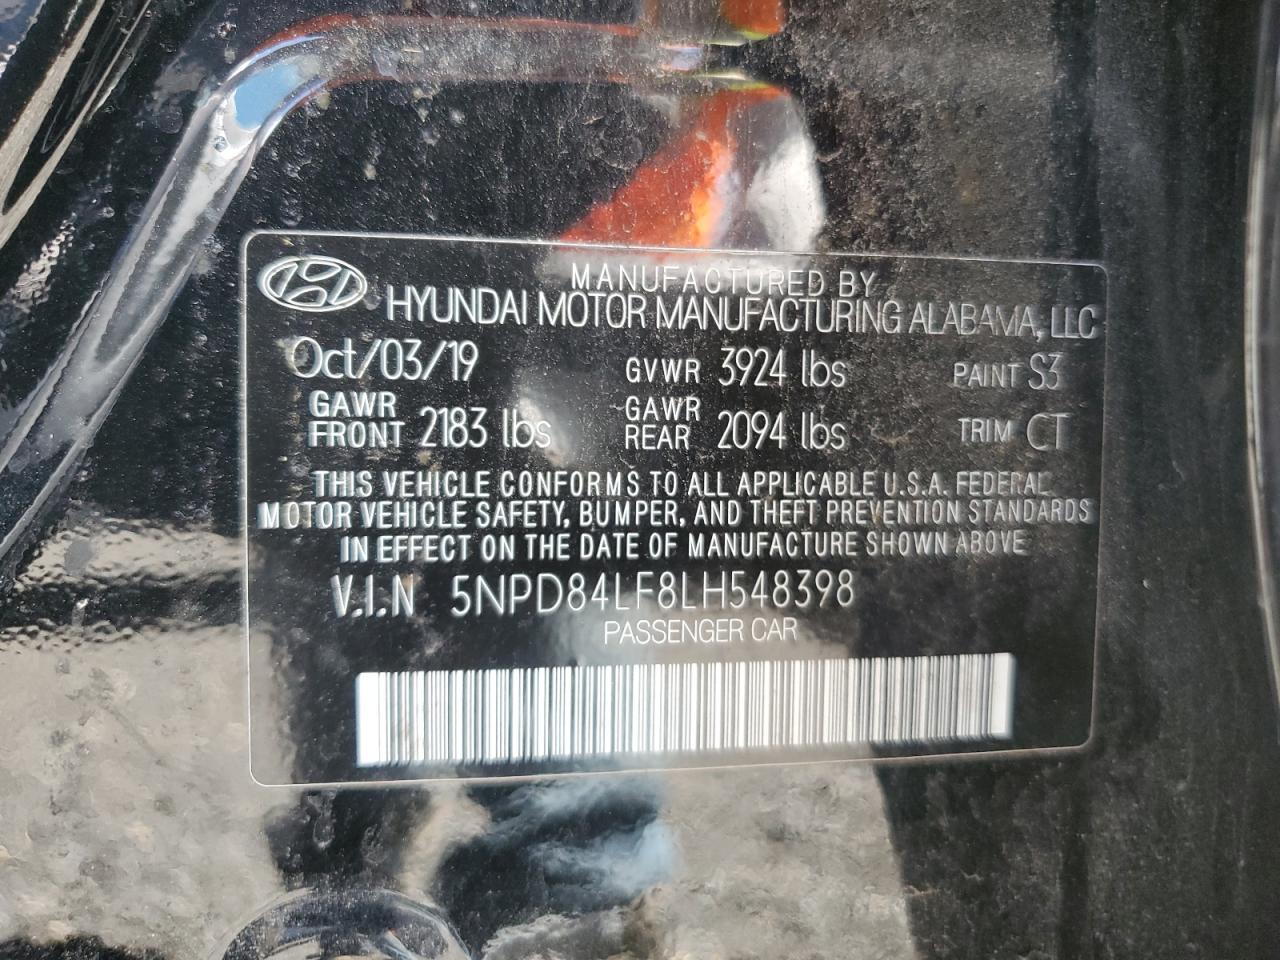 MANUFACTURED BY
HYUNDAI MOTOR MANUFACTURING ALABAMA, LLC
Oct/03/19 GVWR 3924 lbs PAINT S3
GAWR FRONT 2183 lbs GAWR REAR 2094 lbs TRIM CT
THIS VEHICLE CONFORMS TO ALL APPLICABLE U.S.A. FEDERAL
MOTOR VEHICLE SAFETY, BUMPER, AND THEFT PREVENTION STANDARDS
IN EFFECT ON THE DATE OF MANUFACTURE SHOWN ABOVE
V.I.N 5NPD84LF8LH548398
PASSENGER CAR